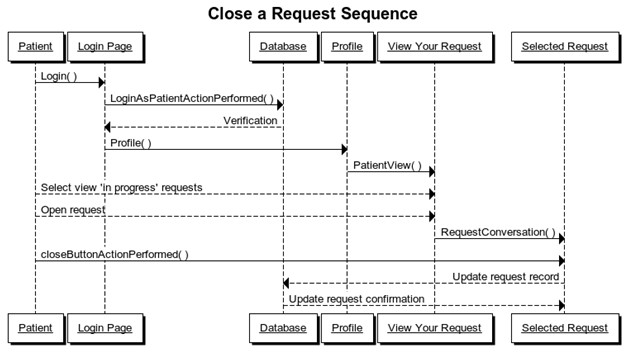 Close a Request Sequence
Patient Login Page Database Profile View Your Request Selected Request
Login( )
LoginAsPatientActionPerformed( )
Verification
Profile( )
PatientView( )
Select view 'in progress' requests
Open request
RequestConversation( )
closeButtonActionPerformed( )
Update request record
Update request confirmation
Patient Login Page Database Profile View Your Request Selected Request